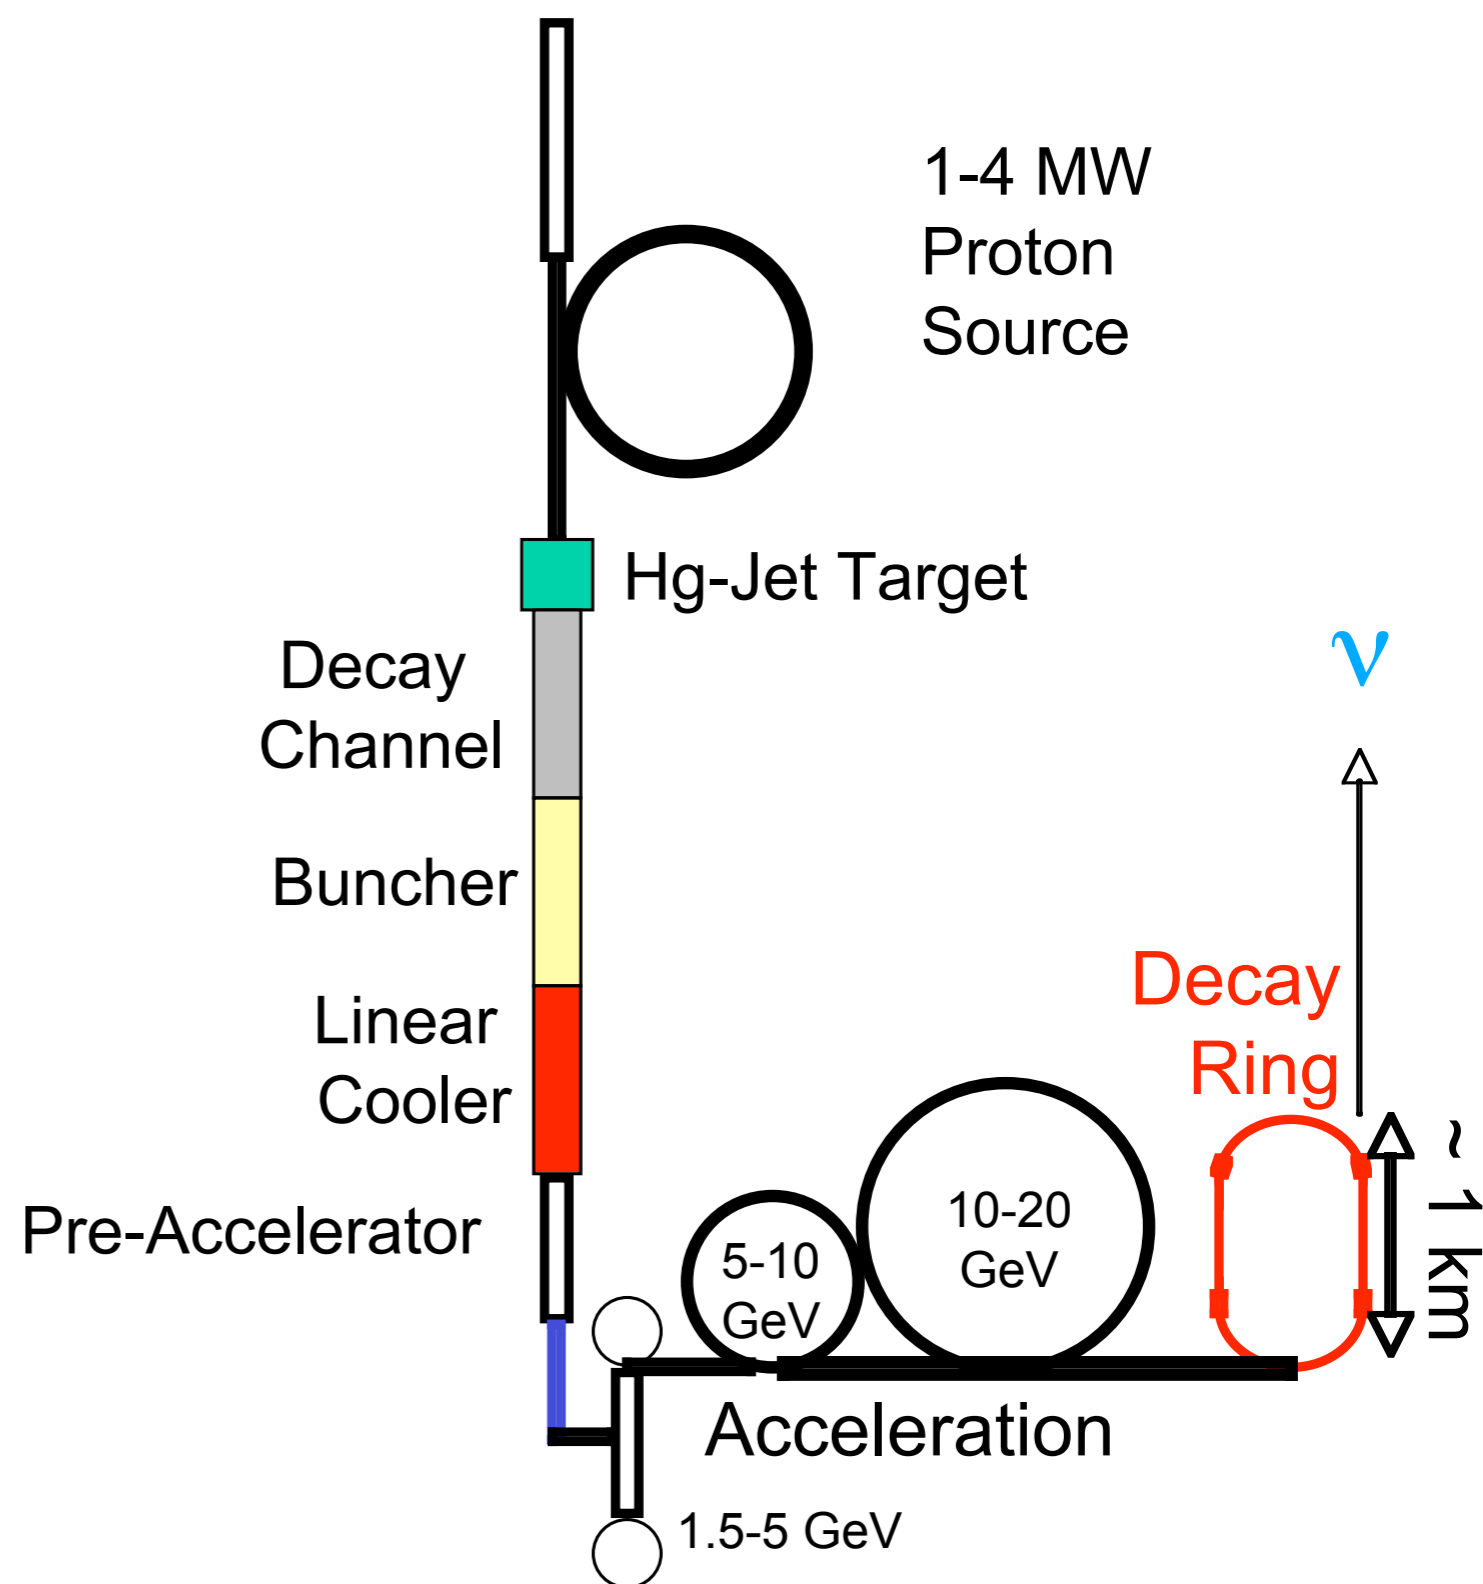 1-4 MW
Proton
Source
Hg-Jet Target
Decay
Channel
ν
Buncher
Decay
Ring
Linear
Cooler
Pre-Accelerator
~ 1 km
10-20
GeV
5-10
GeV
Acceleration
1.5-5 GeV